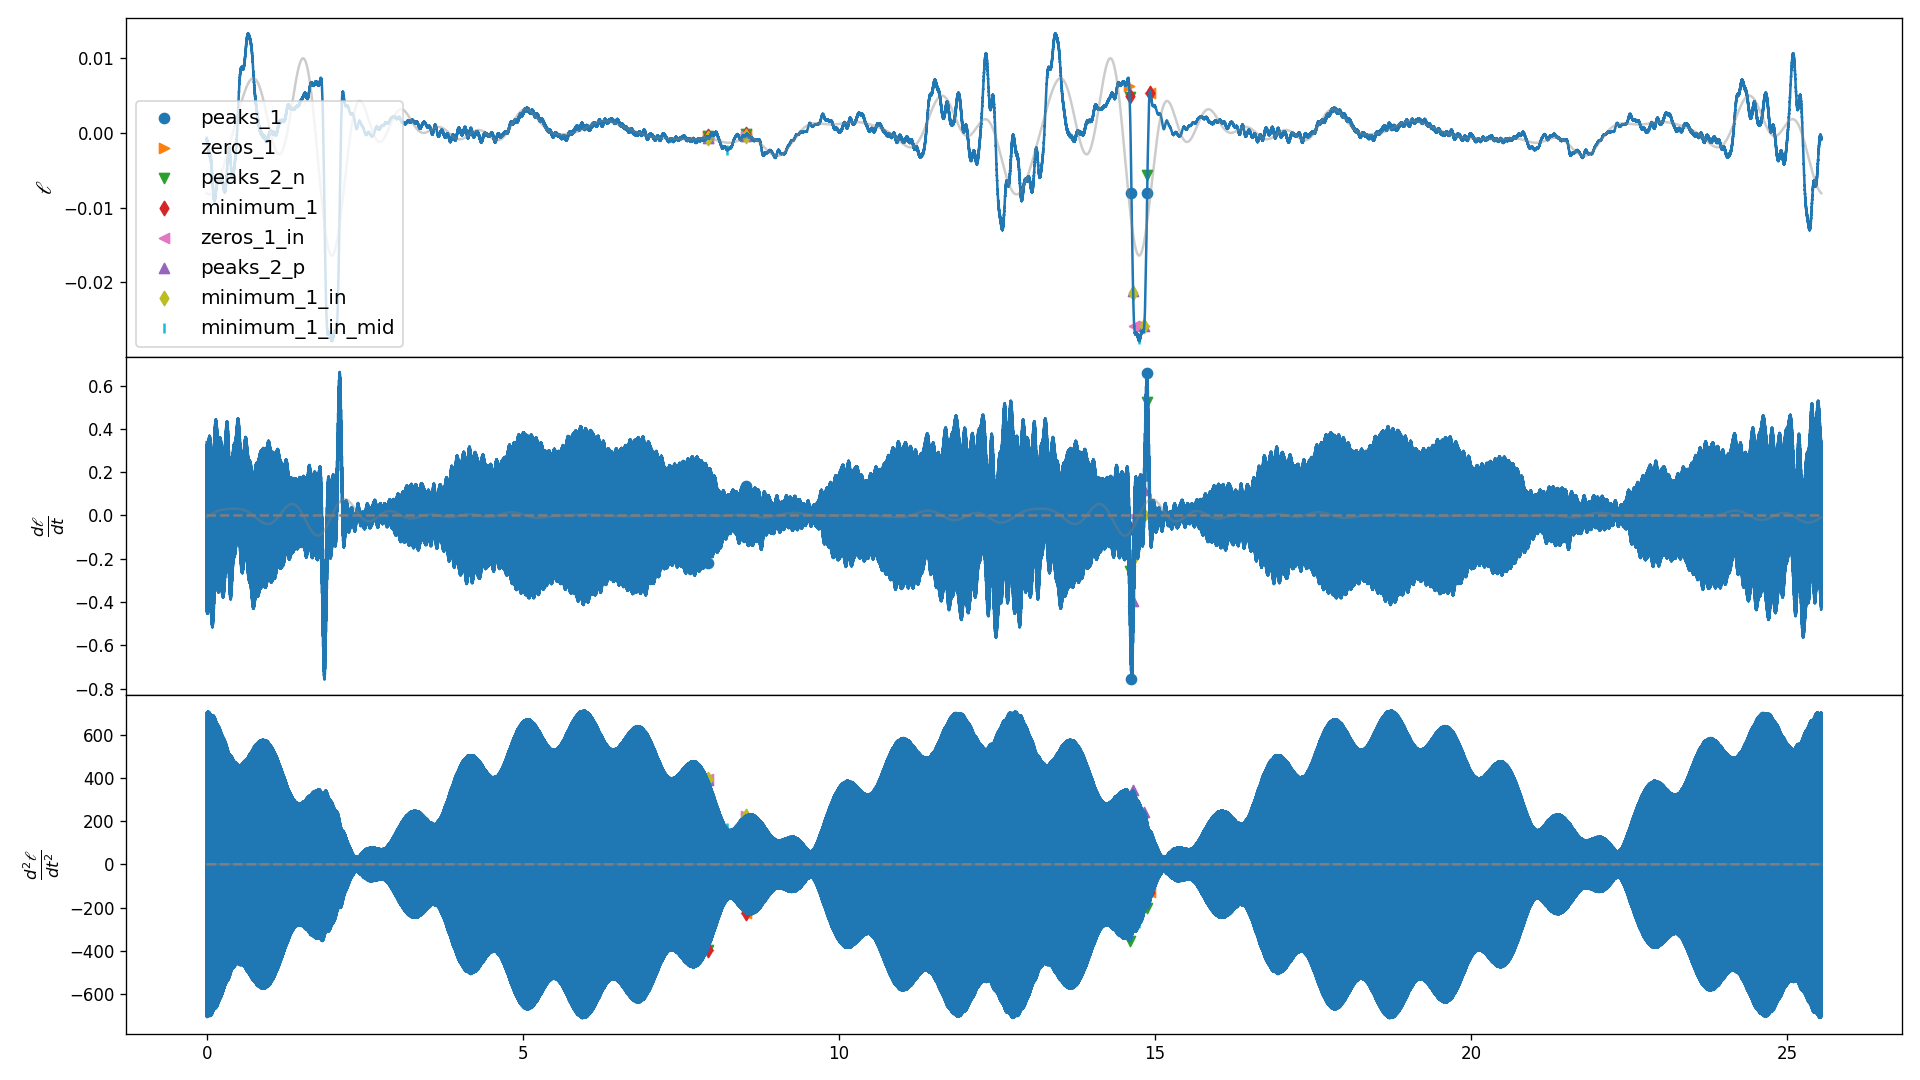 0.01
0.00
−0.01
−0.02
ℓ
peaks_1
zeros_1
peaks_2_n
minimum_1
zeros_1_in
peaks_2_p
minimum_1_in
minimum_1_in_mid
0.6
0.4
0.2
0.0
−0.2
−0.4
−0.6
−0.8
dℓ
dt
600
400
200
0
−200
−400
−600
d²ℓ
dt²
0 5 10 15 20 25